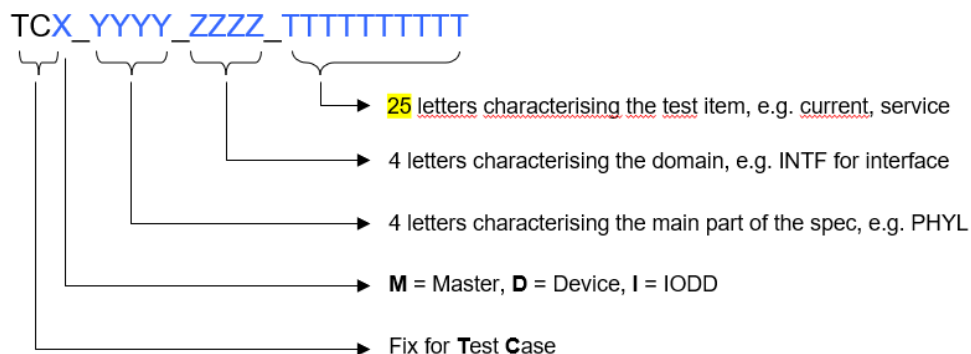 TCX_YYYY_ZZZZ_TTTTTTTTTT
25 letters characterising the test item, e.g. current, service
4 letters characterising the domain, e.g. INTF for interface
4 letters characterising the main part of the spec, e.g. PHYL
M = Master, D = Device, I = IODD
Fix for Test Case